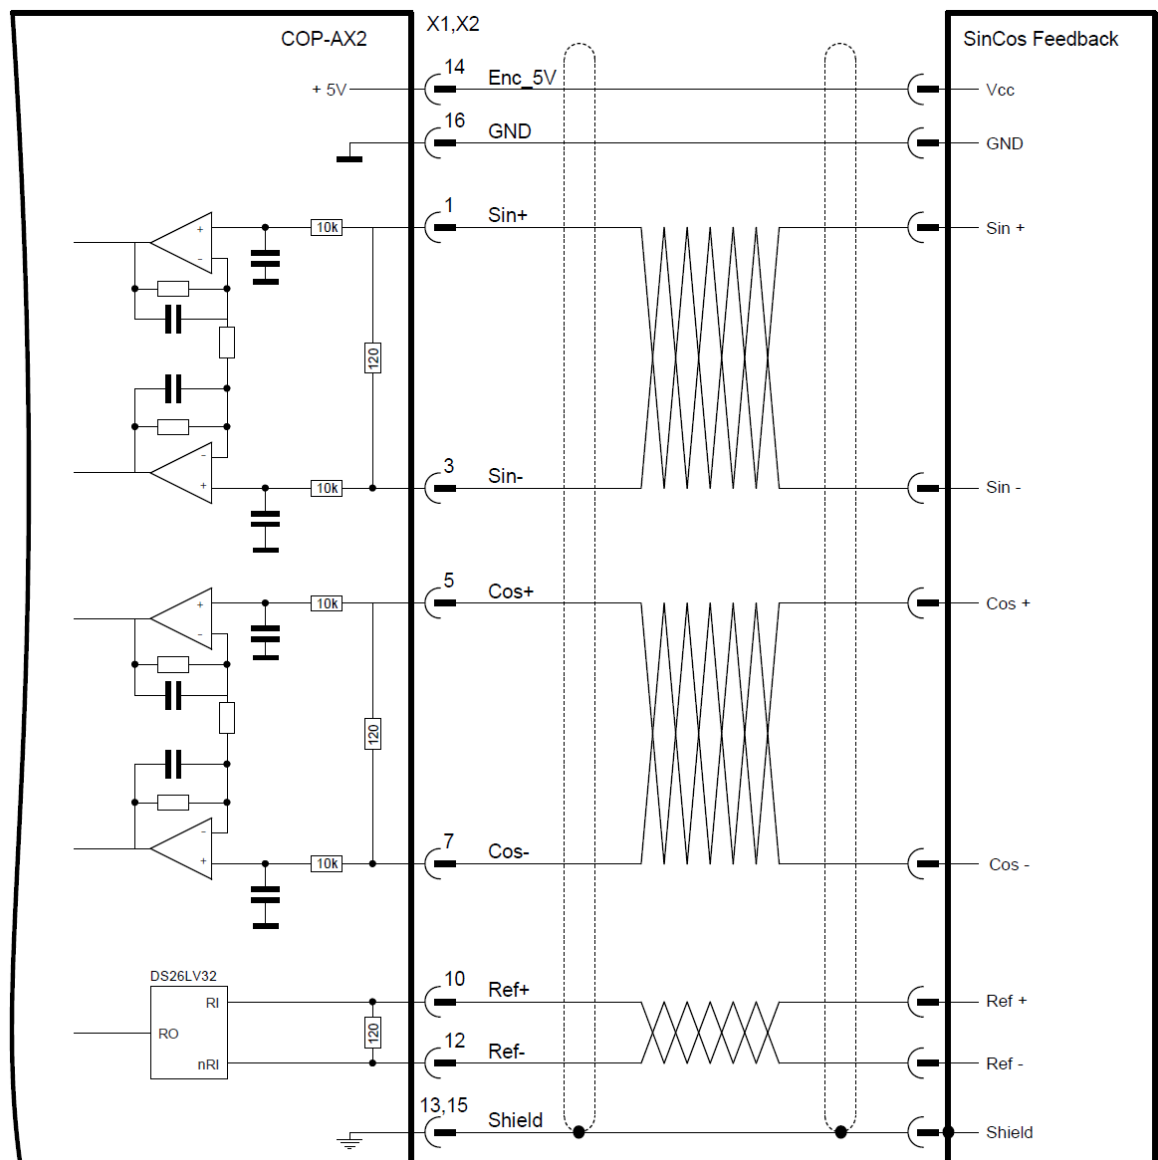 COP-AX2 X1,X2 SinCos Feedback
+ 5V 14 Enc_5V Vcc
16 GND GND
1 Sin+ Sin +
+ 10k
-
120
-
+ 10k 3 Sin- Sin -
5 Cos+ Cos +
+ 10k
-
120
-
+ 10k 7 Cos- Cos -
DS26LV32
RI 10 Ref+ Ref +
RO 120
nRI 12 Ref- Ref -
13,15 Shield Shield